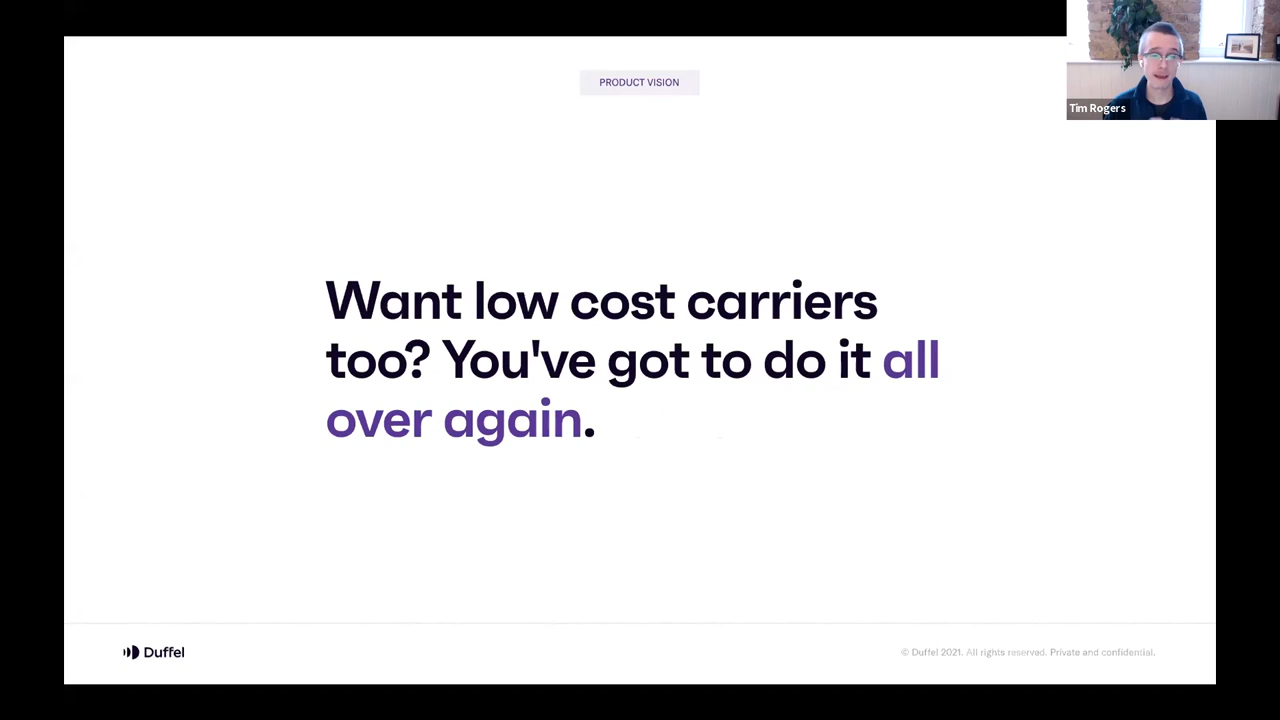 PRODUCT VISION
Tim Rogers
Want low cost carriers
too? You've got to do it all
over again.
Duffel
© Duffel 2021. All rights reserved. Private and confidential.